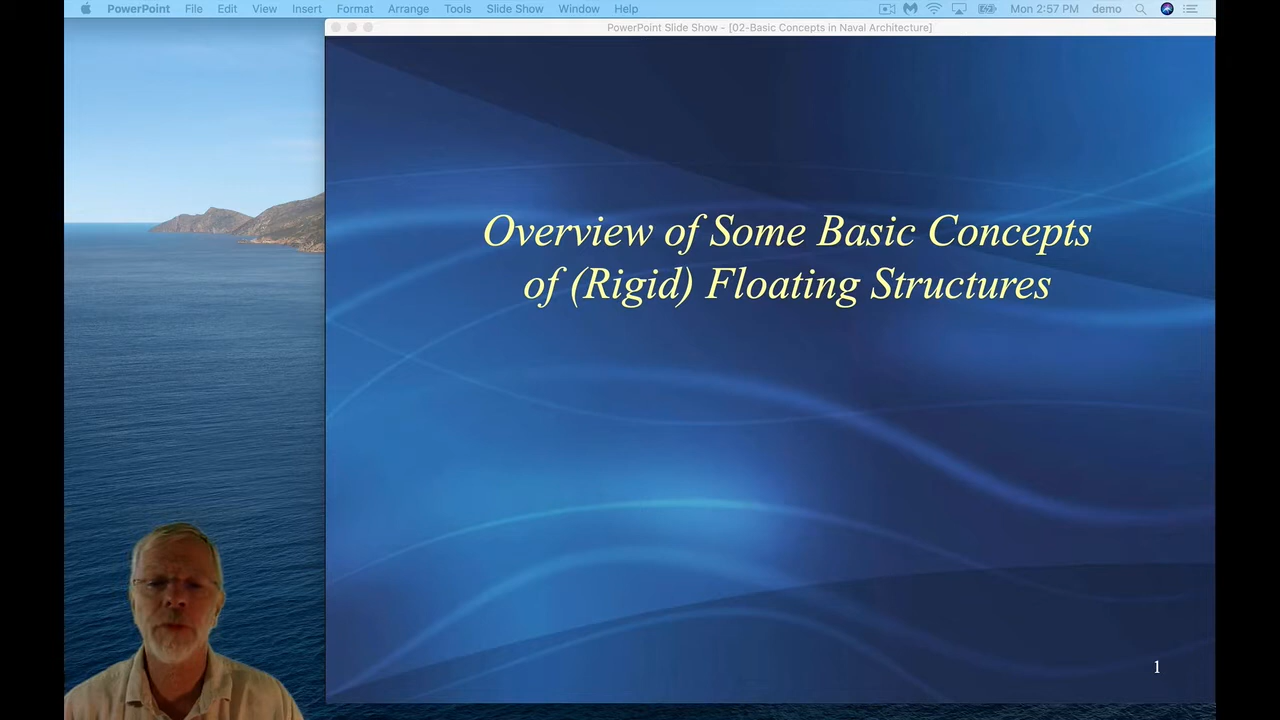 PowerPoint File Edit View Insert Format Arrange Tools Slide Show Window Help Mon 2:57 PM demo
PowerPoint Slide Show - [02-Basic Concepts in Naval Architecture]
Overview of Some Basic Concepts
of (Rigid) Floating Structures
1